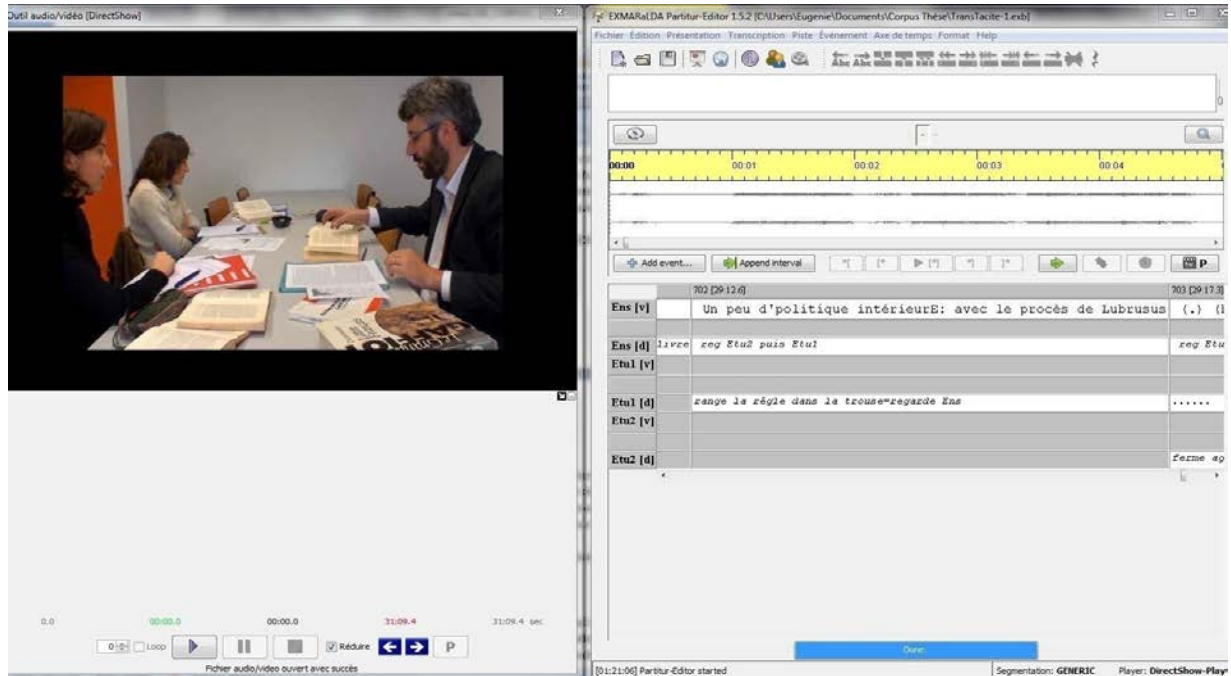 Outil audio/vidéo [DirectShow]
0.0 00:00.0 00:00.0 31:09.4 31:09.4 sec
0 Loop Réduire P
Fichier audio/video ouvert avec succès
EXMARaLDA Partitur-Editor 1.5.2 [C:\Users\Eugenie\Documents\Corpus Thèse\TransTacite-1.exb]
Fichier Édition Présentation Transcription Piste Événement Axe de temps Format Help
00:00 00:01 00:02 00:03 00:04
Add event... Append interval P
702 [29:12.6] 703 [29:17.3]
Ens [v] Un peu d'politique intérieurE: avec le procès de Lubrusus (.)
Ens [d] livre reg Etu2 puis Etu1 reg Etu
Etu1 [v]
Etu1 [d] range la règle dans la trousse=regarde Ens ......
Etu2 [v]
Etu2 [d] ferme
Done.
[01:21:06] Partitur-Editor started Segmentation: GENERIC Player: DirectShow-Play